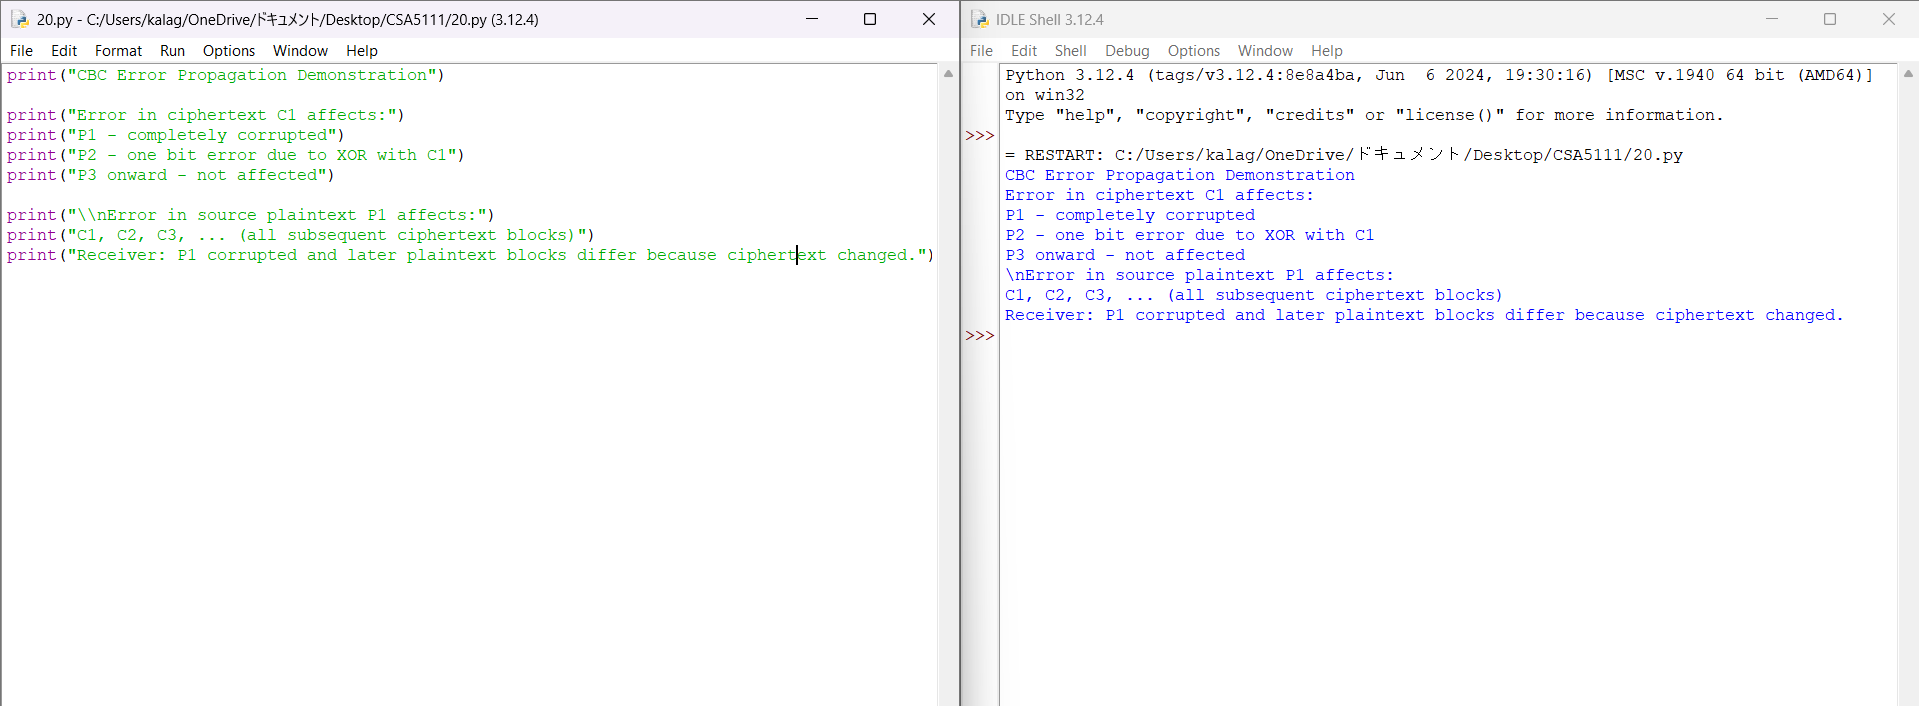 20.py - C:/Users/kalag/OneDrive/ドキュメント/Desktop/CSA5111/20.py (3.12.4)
File Edit Format Run Options Window Help
print("CBC Error Propagation Demonstration")
print("Error in ciphertext C1 affects:")
print("P1 - completely corrupted")
print("P2 - one bit error due to XOR with C1")
print("P3 onward - not affected")
print("\\nError in source plaintext P1 affects:")
print("C1, C2, C3, ... (all subsequent ciphertext blocks)")
print("Receiver: P1 corrupted and later plaintext blocks differ because ciphertext changed.")
IDLE Shell 3.12.4
File Edit Shell Debug Options Window Help
Python 3.12.4 (tags/v3.12.4:8e8a4ba, Jun  6 2024, 19:30:16) [MSC v.1940 64 bit (AMD64)]
on win32
Type "help", "copyright", "credits" or "license()" for more information.
>>>
= RESTART: C:/Users/kalag/OneDrive/ドキュメント/Desktop/CSA5111/20.py
CBC Error Propagation Demonstration
Error in ciphertext C1 affects:
P1 - completely corrupted
P2 - one bit error due to XOR with C1
P3 onward - not affected
\nError in source plaintext P1 affects:
C1, C2, C3, ... (all subsequent ciphertext blocks)
Receiver: P1 corrupted and later plaintext blocks differ because ciphertext changed.
>>>